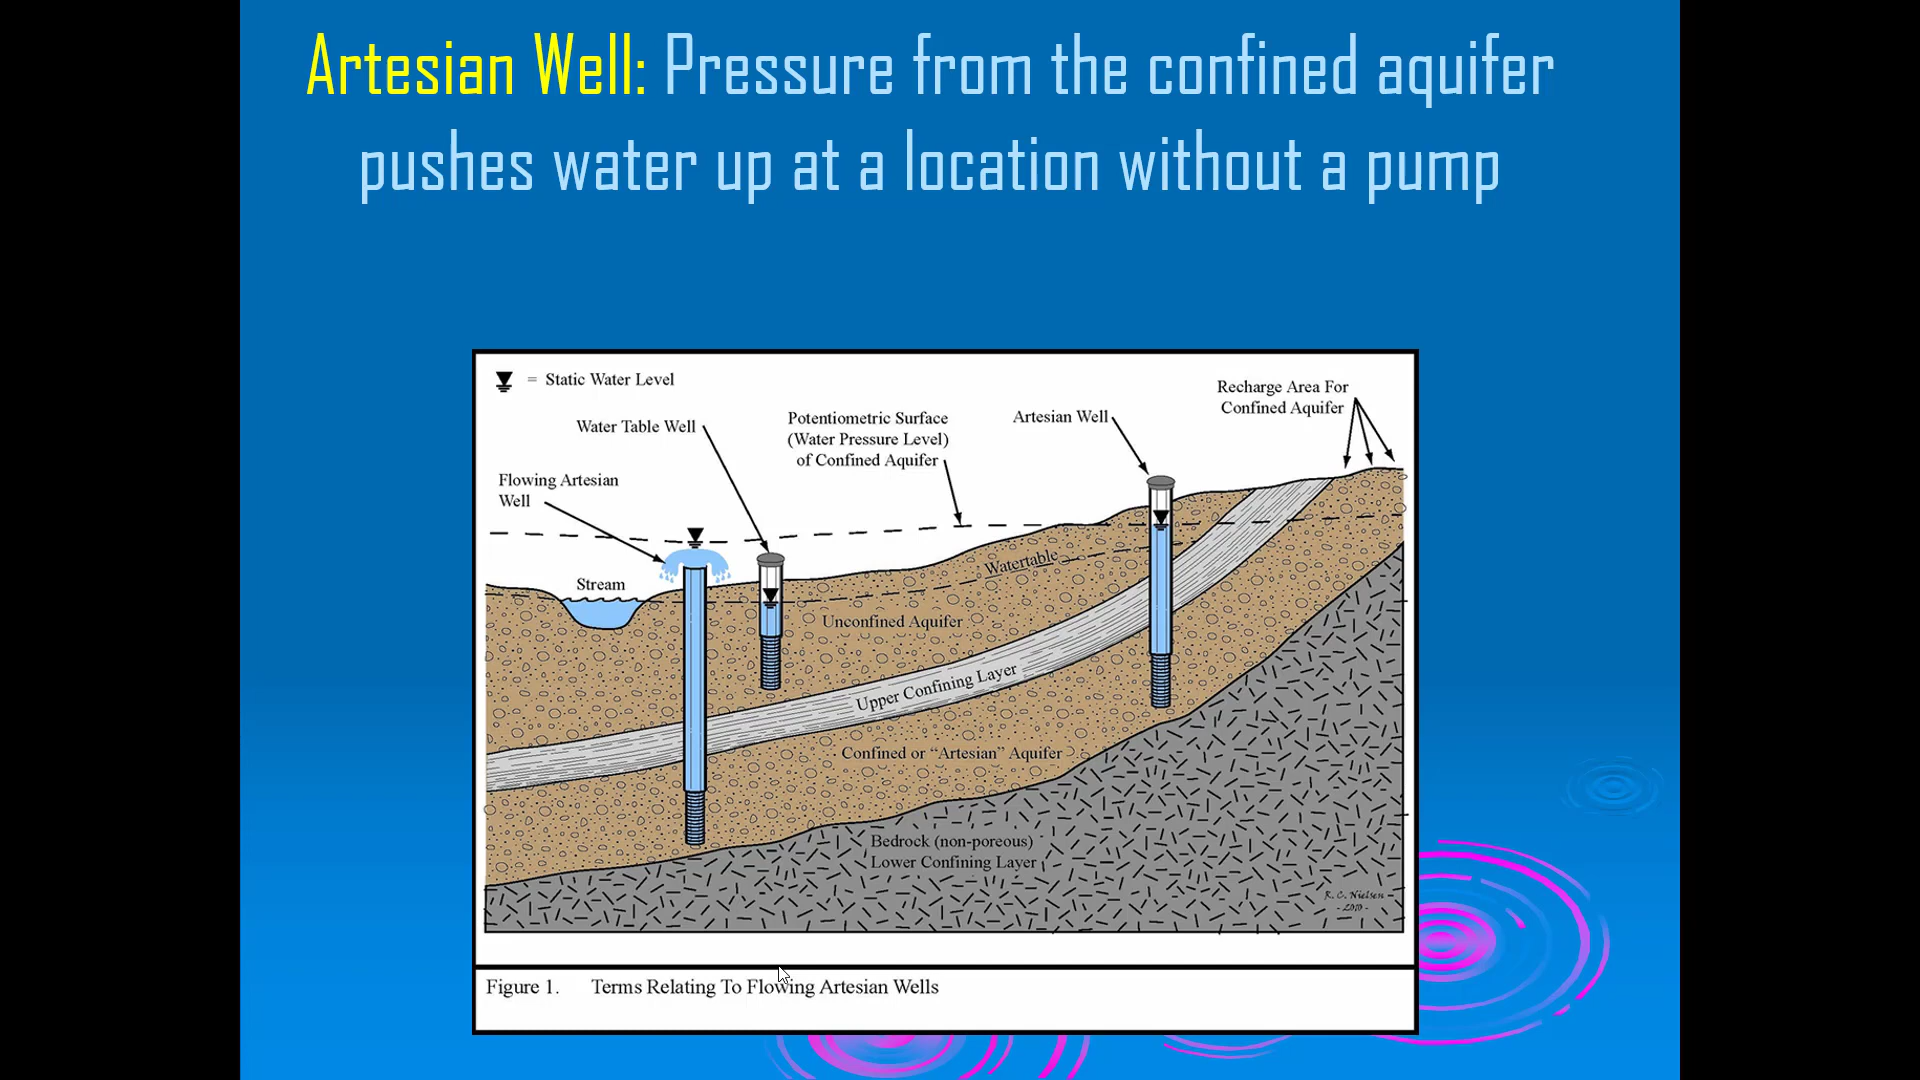 Artesian Well: Pressure from the confined aquifer
pushes water up at a location without a pump
= Static Water Level
Recharge Area For
Confined Aquifer
Water Table Well
Potentiometric Surface
(Water Pressure Level)
of Confined Aquifer
Artesian Well
Flowing Artesian
Well
Stream
Watertable
Unconfined Aquifer
Upper Confining Layer
Confined or “Artesian” Aquifer
Bedrock (non-poreous)
Lower Confining Layer
R. C. Nielsen
- 2010 -
Figure 1. Terms Relating To Flowing Artesian Wells